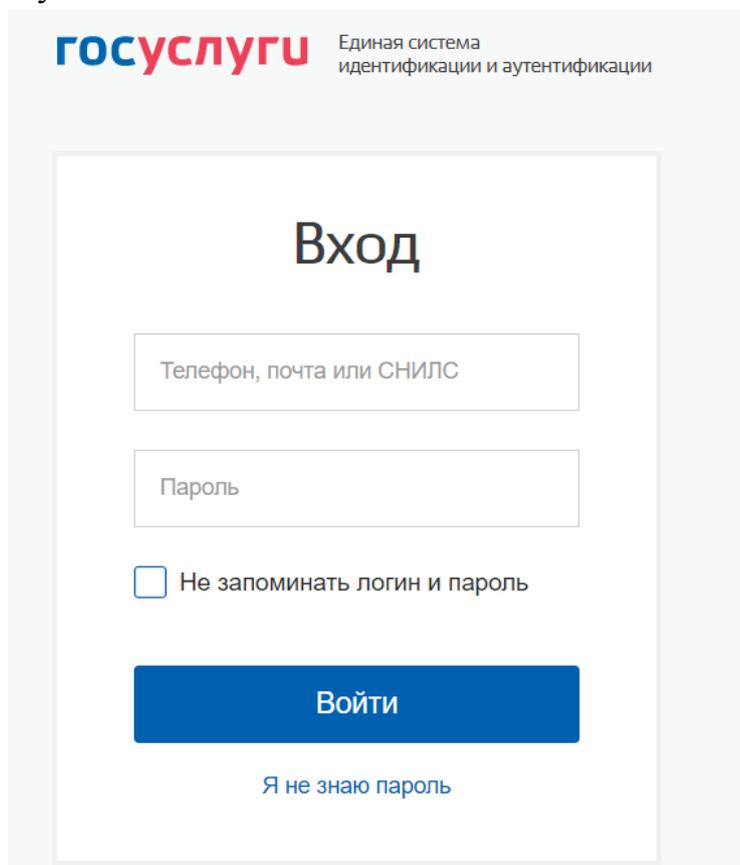 госуслуги
Единая система
идентификации и аутентификации
Вход
Телефон, почта или СНИЛС
Пароль
Не запоминать логин и пароль
Войти
Я не знаю пароль